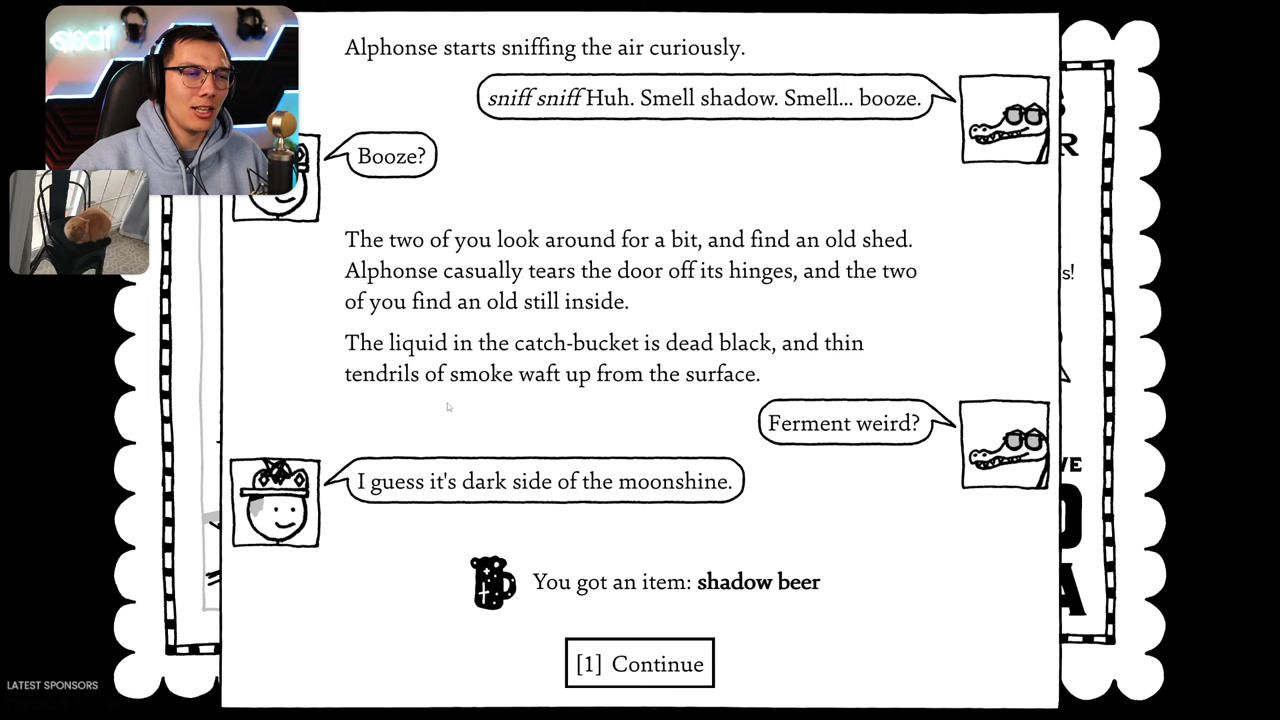 Alphonse starts sniffing the air curiously.
sniff sniff Huh. Smell shadow. Smell... booze.
Booze?
The two of you look around for a bit, and find an old shed.
Alphonse casually tears the door off its hinges, and the two
of you find an old still inside.
The liquid in the catch-bucket is dead black, and thin
tendrils of smoke waft up from the surface.
Ferment weird?
I guess it's dark side of the moonshine.
You got an item: shadow beer
[1] Continue
s!
R
VE
A
LATEST SPONSORS